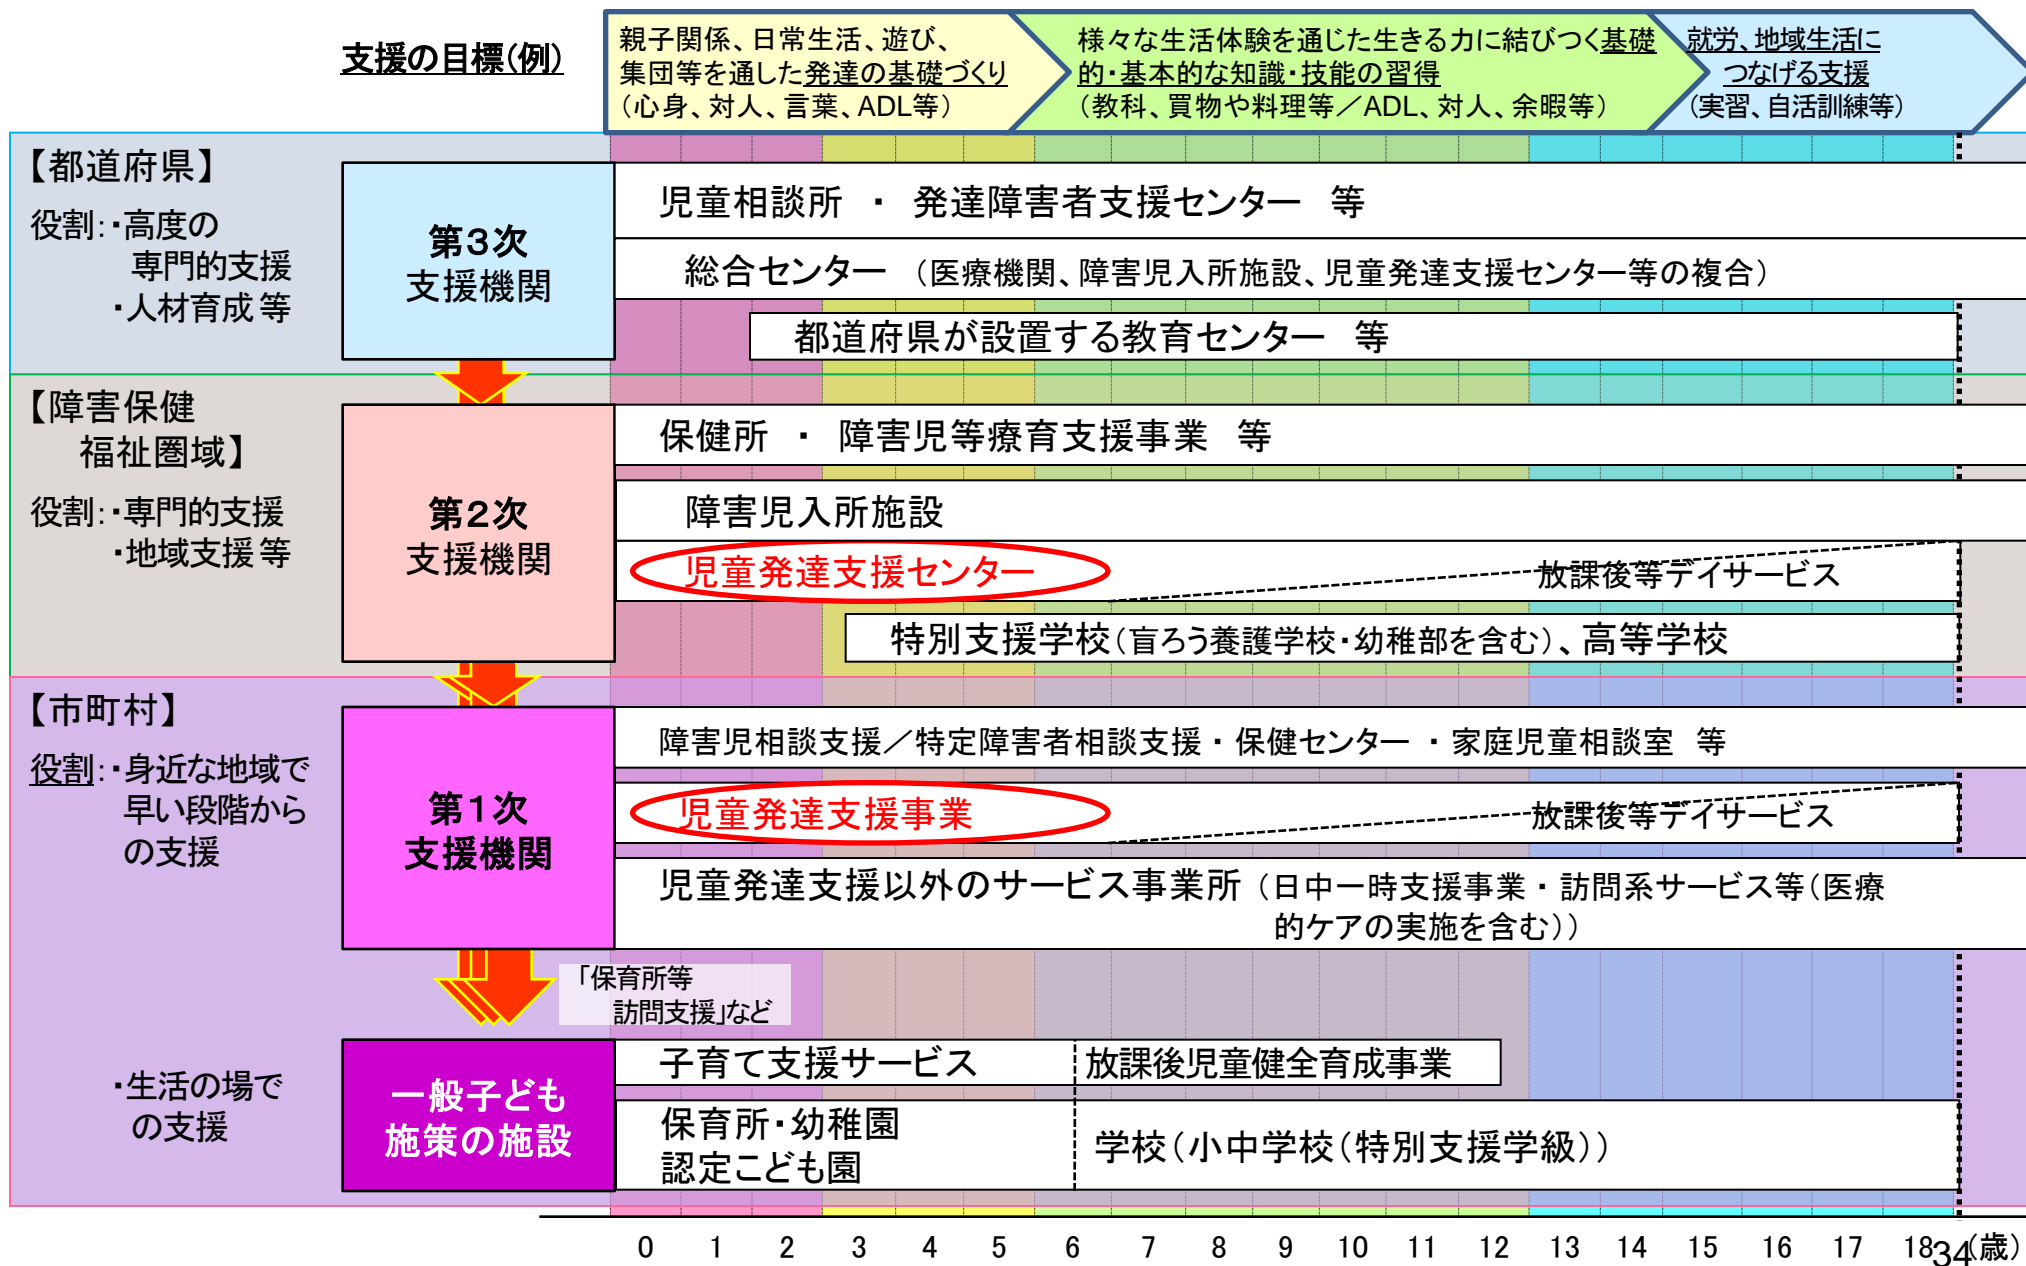 支援の目標(例)
親子関係、日常生活、遊び、
集団等を通した発達の基礎づくり
(心身、対人、言葉、ADL等)
様々な生活体験を通じた生きる力に結びつく基礎
的・基本的な知識・技能の習得
(教科、買物や料理等/ADL、対人、余暇等)
就労、地域生活に
つなげる支援
(実習、自活訓練等)
【都道府県】
役割:・高度の
専門的支援
・人材育成 等
第3次
支援機関
児童相談所 ・ 発達障害者支援センター 等
総合センター (医療機関、障害児入所施設、児童発達支援センター等の複合)
都道府県が設置する教育センター 等
【障害保健
福祉圏域】
役割:・専門的支援
・地域支援 等
第2次
支援機関
保健所 ・ 障害児等療育支援事業 等
障害児入所施設
児童発達支援センター
放課後等デイサービス
特別支援学校(盲ろう養護学校・幼稚部を含む)、高等学校
【市町村】
役割:・身近な地域で
早い段階から
の支援
第1次
支援機関
障害児相談支援/特定障害者相談支援・保健センター ・家庭児童相談室 等
児童発達支援事業
放課後等デイサービス
児童発達支援以外のサービス事業所(日中一時支援事業・訪問系サービス等(医療
的ケアの実施を含む))
「保育所等
訪問支援」など
・生活の場で
の支援
一般子ども
施策の施設
子育て支援サービス
放課後児童健全育成事業
保育所・幼稚園
認定こども園
学校(小中学校(特別支援学級))
0 1 2 3 4 5 6 7 8 9 10 11 12 13 14 15 16 17 18 (歳)
34